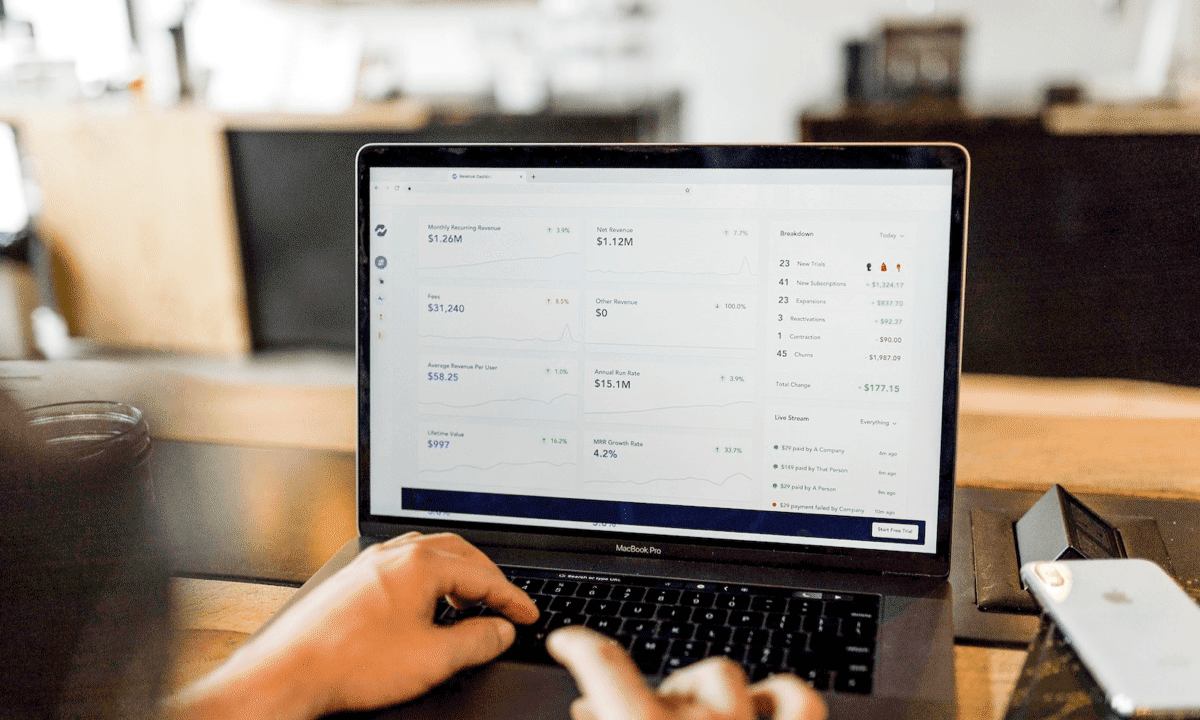 Revenue Dashbo
Monthly Recurring Revenue
↑ 3.9%
$1.26M
Net Revenue
↑ 7.7%
$1.12M
Fees
↑ 8.5%
$31,240
Other Revenue
↓ 100.0%
$0
Average Revenue Per User
↑ 1.0%
$58.25
Annual Run Rate
↑ 3.9%
$15.1M
Lifetime Value
↑ 16.2%
$997
MRR Growth Rate
↑ 33.7%
4.2%
Breakdown
Today
23 New Trials
41 New Subscriptions + $1,324.17
23 Expansions + $837.70
3 Reactivations + $92.37
1 Contraction - $90.00
45 Churns - $1,987.09
Total Change - $177.15
Live Stream
Everything
$29 paid by A Company 6m ago
$149 paid by That Person 6m ago
$29 paid by A Person 8m ago
$29 payment failed by Company 10m ago
Start Free Trial
MacBook Pro